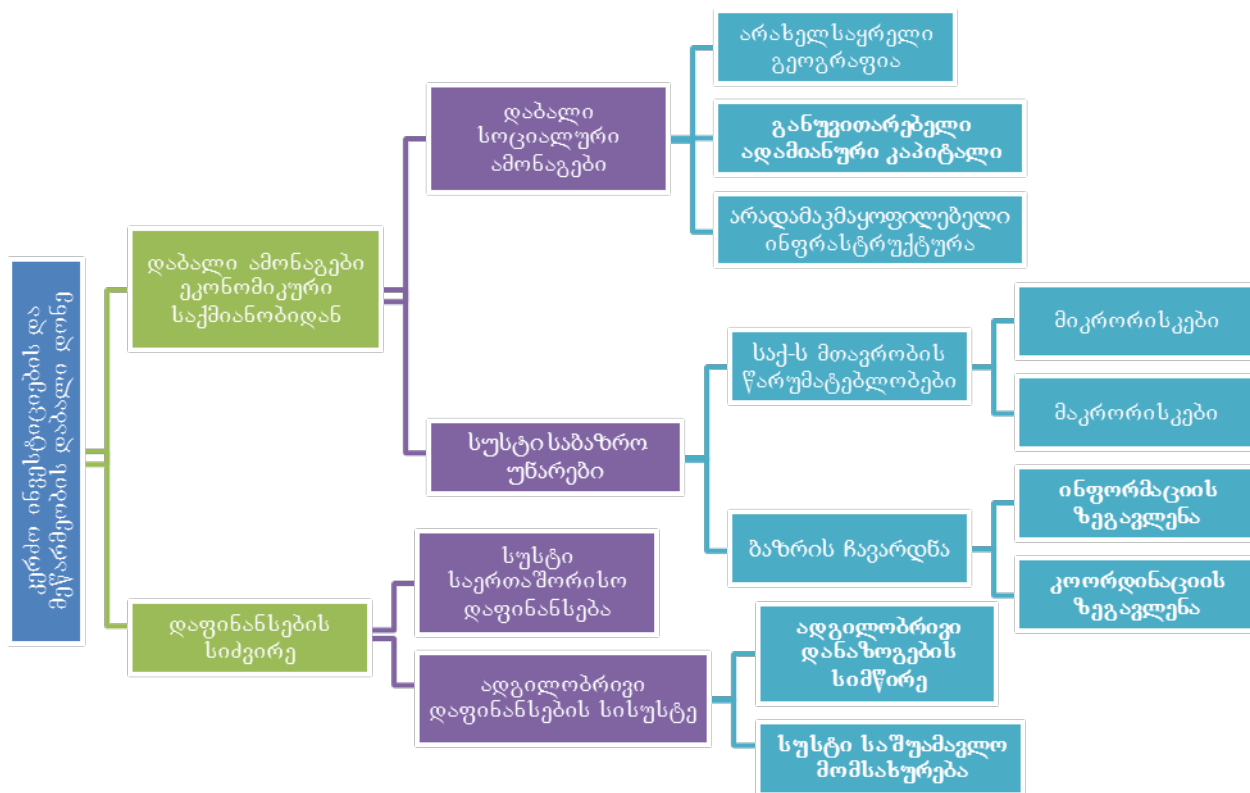 კერძო ინვესტიციების და
მეწარმეობის დაბალი დონე
დაბალი ამონაგები
ეკონომიკური
საქმიანობიდან
დაბალი
სოციალური
ამონაგები
არახელსაყრელი
გეოგრაფია
განუვითარებელი
ადამიანური კაპიტალი
არადამაკმაყოფილებელი
ინფრასტრუქტურა
სუსტი საბაზრო
უნარები
საქ-ს მთავრობის
წარუმატებლობები
მიკრორისკები
მაკრორისკები
ბაზრის ჩავარდნა
ინფორმაციის
ზეგავლენა
კოორდინაციის
ზეგავლენა
დაფინანსების
სიძვირე
სუსტი
საერთაშორისო
დაფინანსება
ადგილობრივი
დაფინანსების სისუსტე
ადგილობრივი
დანაზოგების
სიმწირე
სუსტი საშუამავლო
მომსახურება